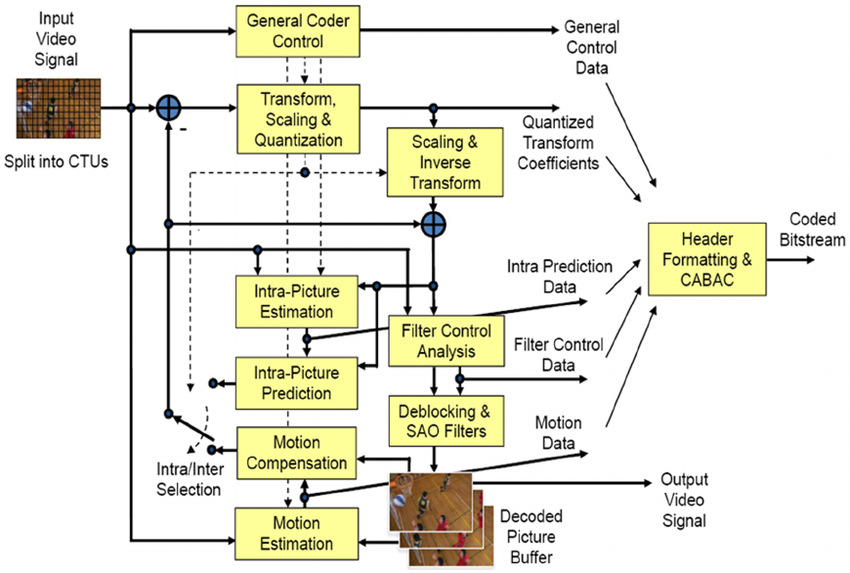 Input
Video
Signal
Split into CTUs
General Coder
Control
General
Control
Data
Transform,
Scaling &
Quantization
-
Quantized
Transform
Coefficients
Scaling &
Inverse
Transform
Header
Formatting &
CABAC
Coded
Bitstream
Intra-Picture
Estimation
Intra Prediction
Data
Filter Control
Analysis
Filter Control
Data
Intra-Picture
Prediction
Deblocking &
SAO Filters
Motion
Data
Motion
Compensation
Intra/Inter
Selection
Output
Video
Signal
Decoded
Picture
Buffer
Motion
Estimation